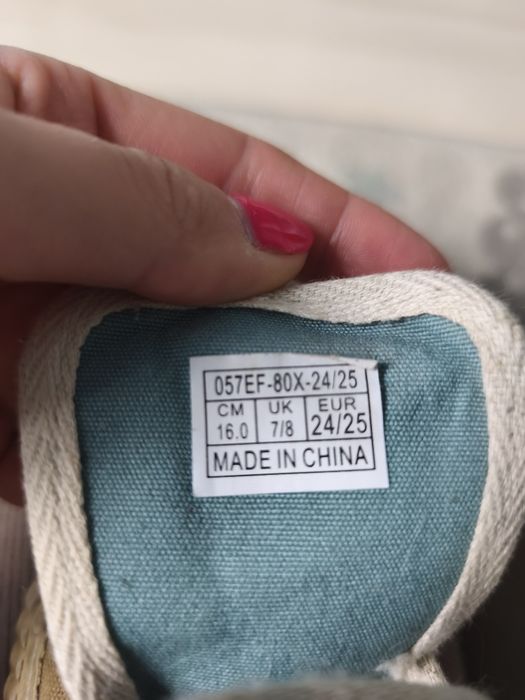 057EF-80X-24/25
CM UK EUR
16.0 7/8 24/25
MADE IN CHINA